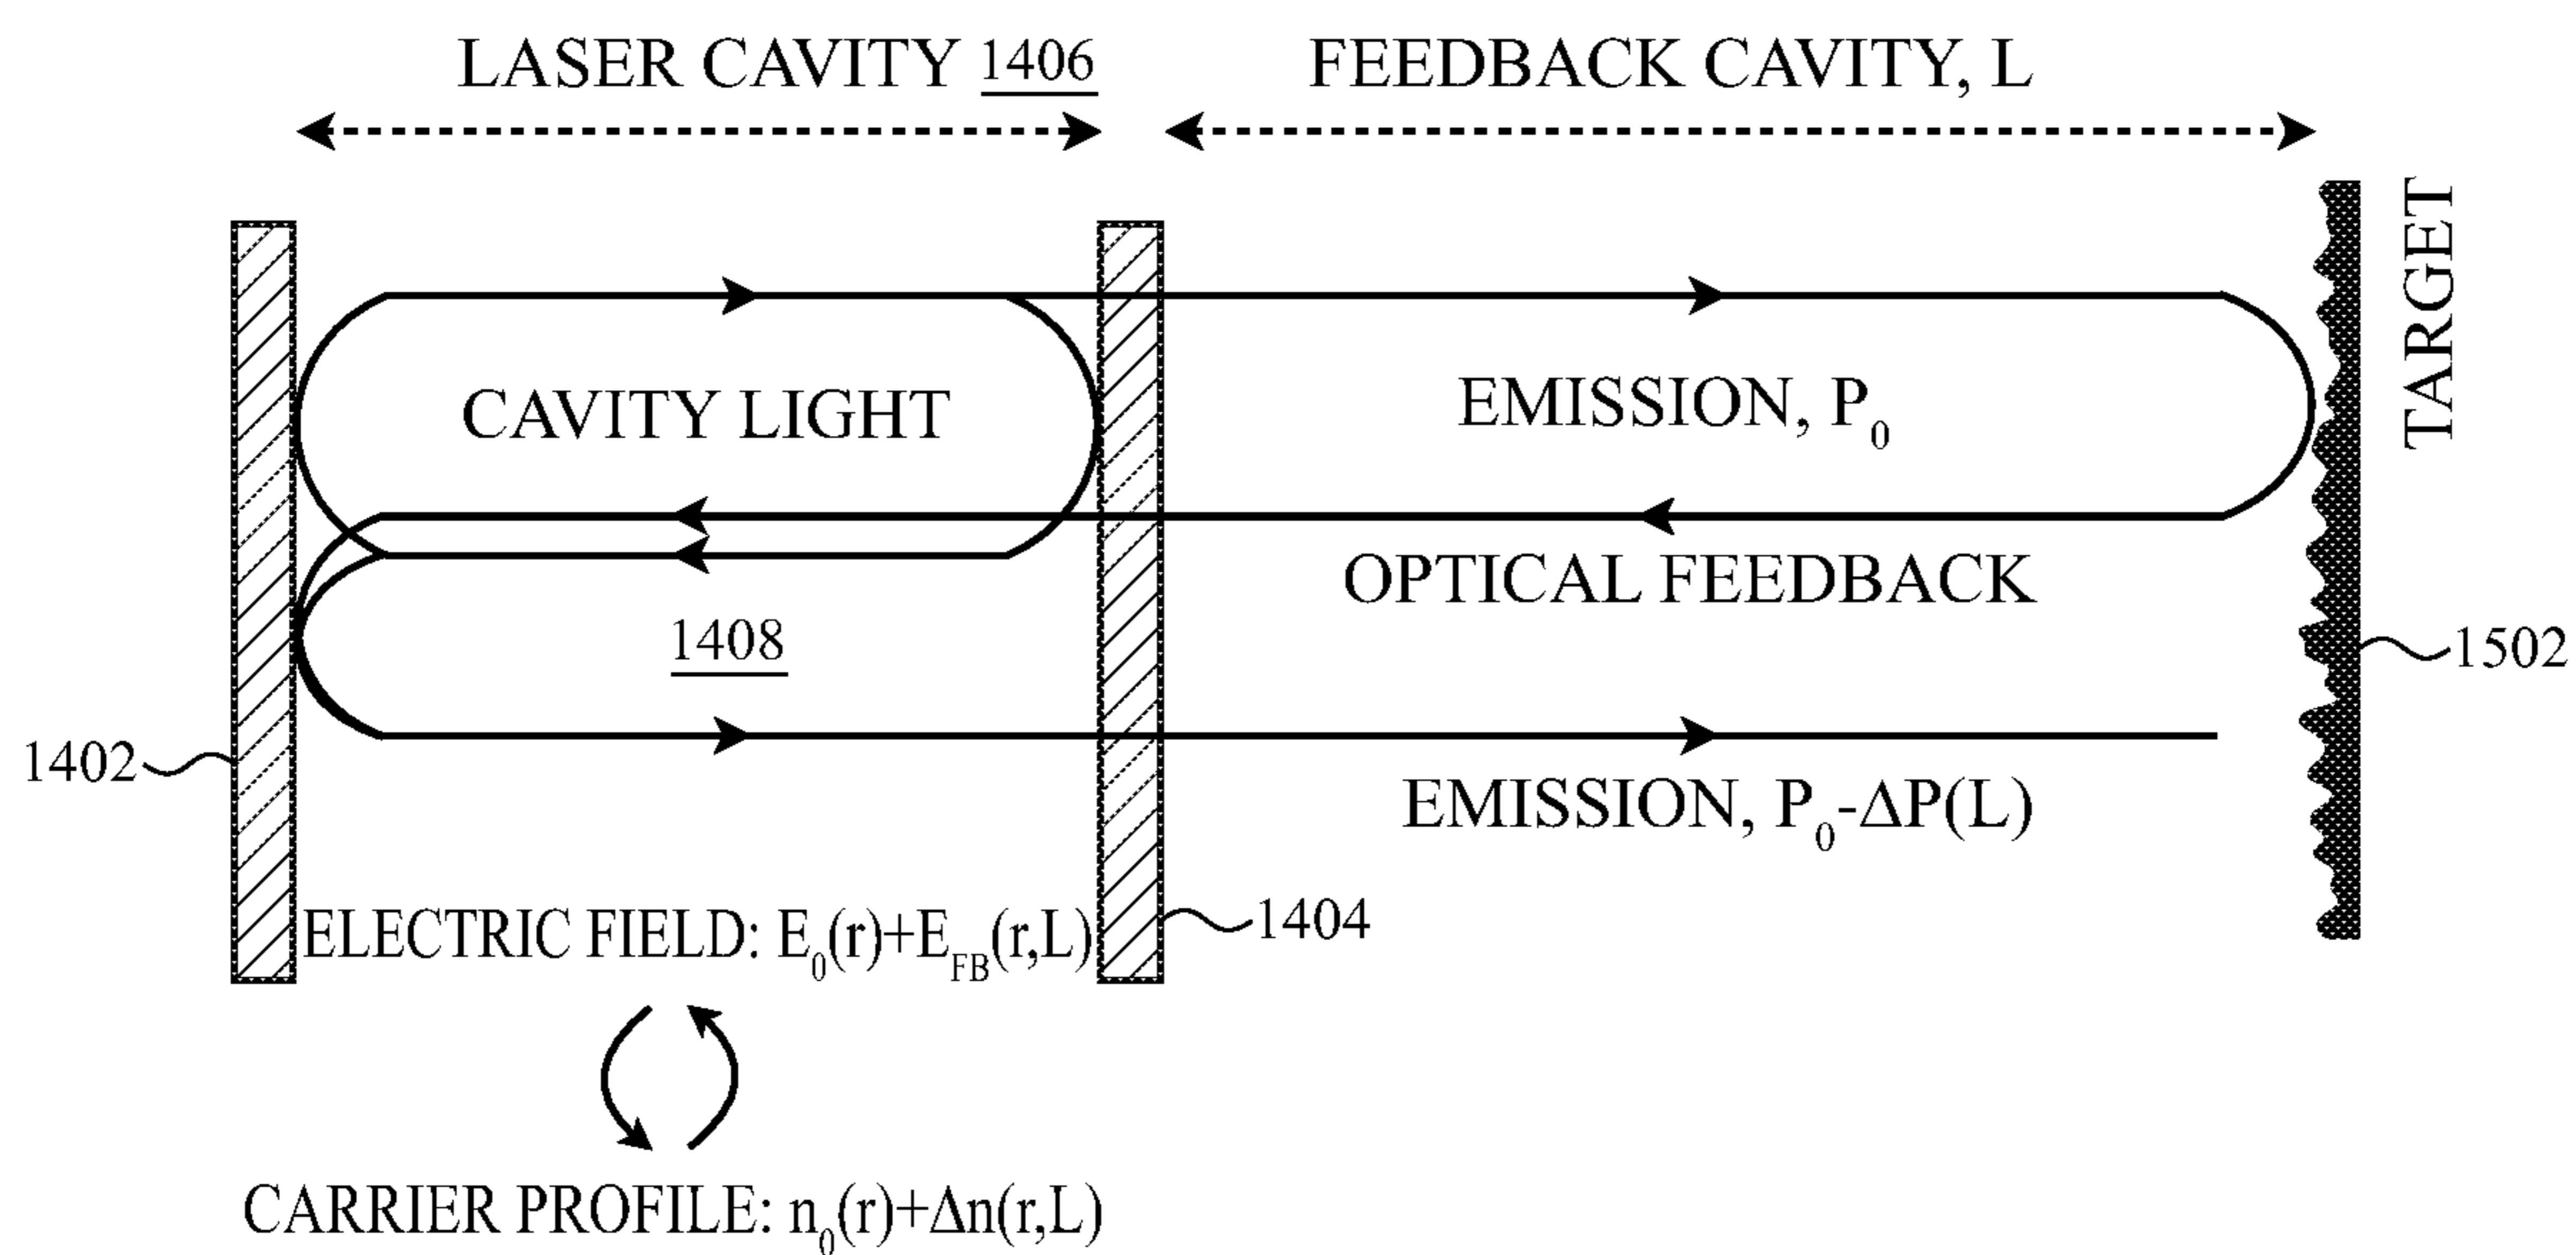 LASER CAVITY 1406
FEEDBACK CAVITY, L
TARGET
CAVITY LIGHT
EMISSION, P₀
OPTICAL FEEDBACK
1408
1502
1402
EMISSION, P₀-ΔP(L)
1404
ELECTRIC FIELD: E₀(r)+E_FB(r,L)
CARRIER PROFILE: n₀(r)+Δn(r,L)